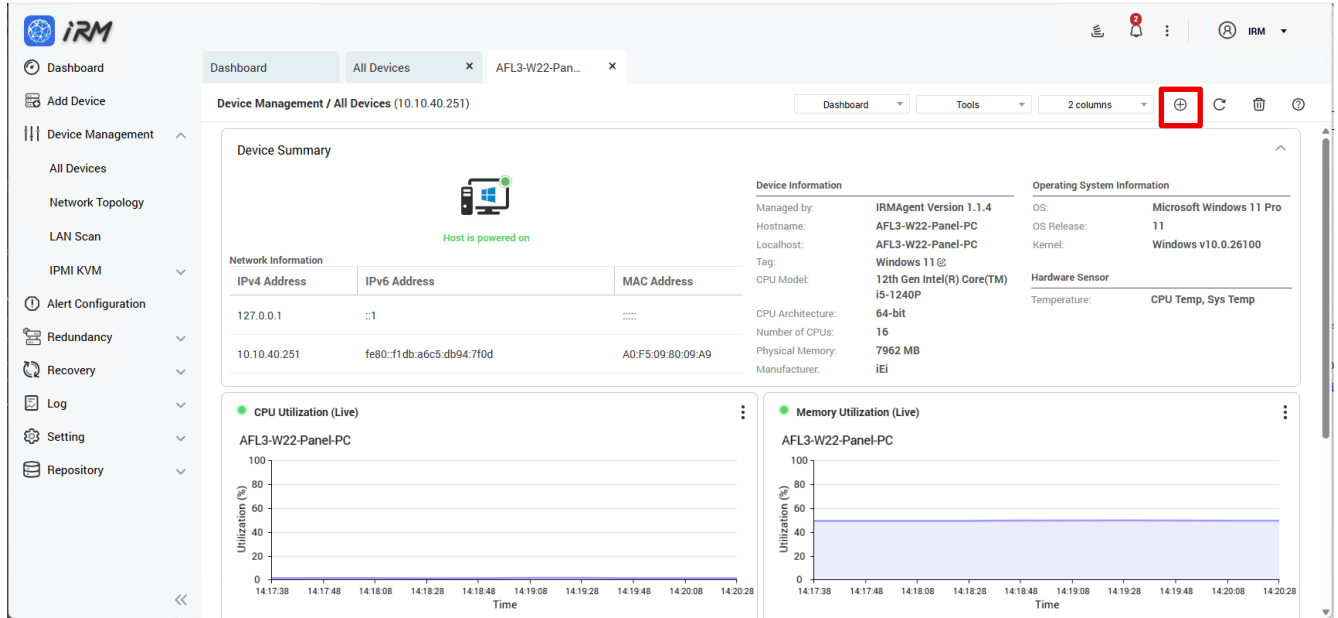 iRM
2
IRM
Dashboard
Add Device
Device Management
All Devices
Network Topology
LAN Scan
IPMI KVM
Alert Configuration
Redundancy
Recovery
Log
Setting
Repository
Dashboard
All Devices ×
AFL3-W22-Pan... ×
Device Management / All Devices (10.10.40.251)
Dashboard
Tools
2 columns
Device Summary
Host is powered on
Network Information
IPv4 Address IPv6 Address MAC Address
127.0.0.1 ::1 :::::
10.10.40.251 fe80::f1db:a6c5:db94:7f0d A0:F5:09:80:09:A9
Device Information
Managed by: IRMAgent Version 1.1.4
Hostname: AFL3-W22-Panel-PC
Localhost: AFL3-W22-Panel-PC
Tag: Windows 11
CPU Model: 12th Gen Intel(R) Core(TM)
i5-1240P
CPU Architecture: 64-bit
Number of CPUs: 16
Physical Memory: 7962 MB
Manufacturer: iEi
Operating System Information
OS: Microsoft Windows 11 Pro
OS Release: 11
Kernel: Windows v10.0.26100
Hardware Sensor
Temperature: CPU Temp, Sys Temp
CPU Utilization (Live)
AFL3-W22-Panel-PC
Utilization (%)
100
80
60
40
20
0
14:17:38 14:17:48 14:18:08 14:18:28 14:18:48 14:19:08 14:19:28 14:19:48 14:20:08 14:20:28
Time
Memory Utilization (Live)
AFL3-W22-Panel-PC
Utilization (%)
100
80
60
40
20
0
14:17:38 14:17:48 14:18:08 14:18:28 14:18:48 14:19:08 14:19:28 14:19:48 14:20:08 14:20:28
Time